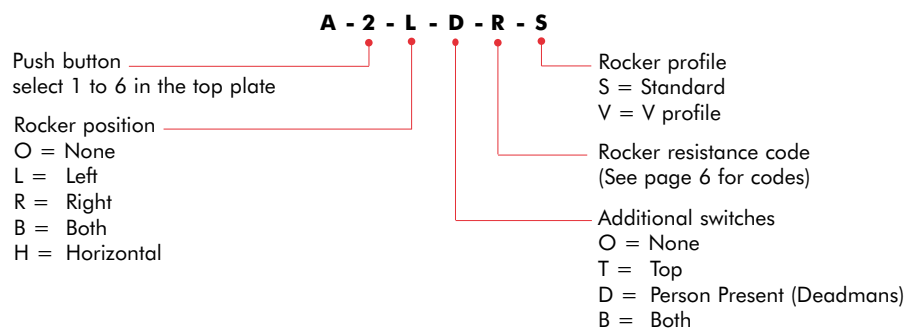 A - 2 - L - D - R - S
Push button
select 1 to 6 in the top plate
Rocker position
O = None
L = Left
R = Right
B = Both
H = Horizontal
Rocker profile
S = Standard
V = V profile
Rocker resistance code
(See page 6 for codes)
Additional switches
O = None
T = Top
D = Person Present (Deadmans)
B = Both